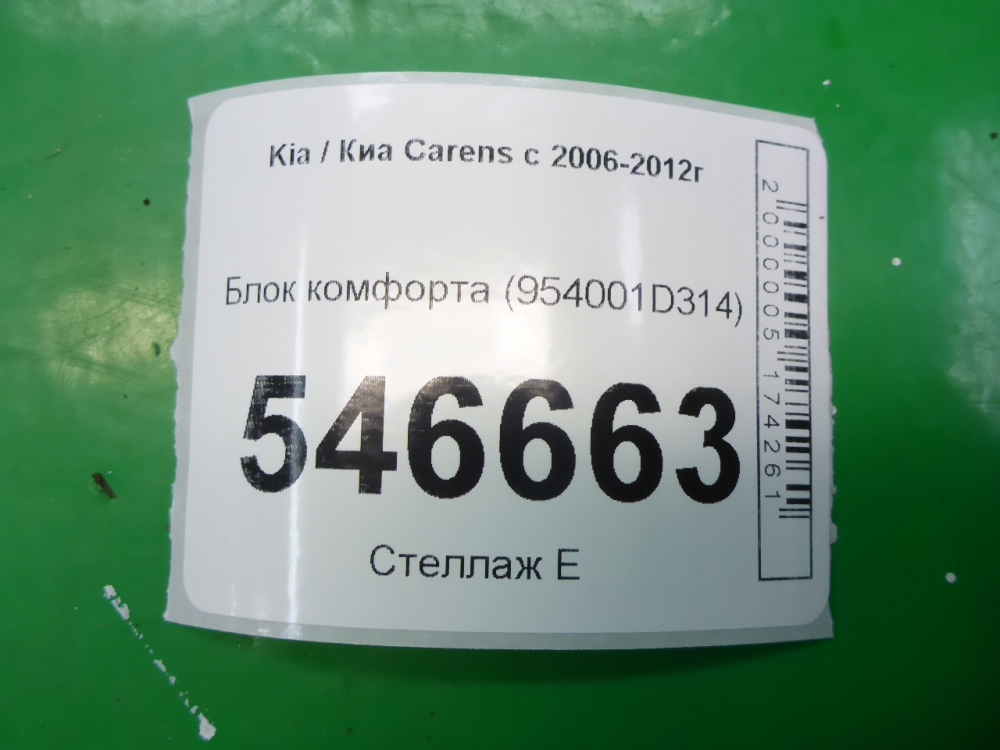 Kia / Киа Carens с 2006-2012г
Блок комфорта (954001D314)
546663
Стеллаж Е
2000005174261